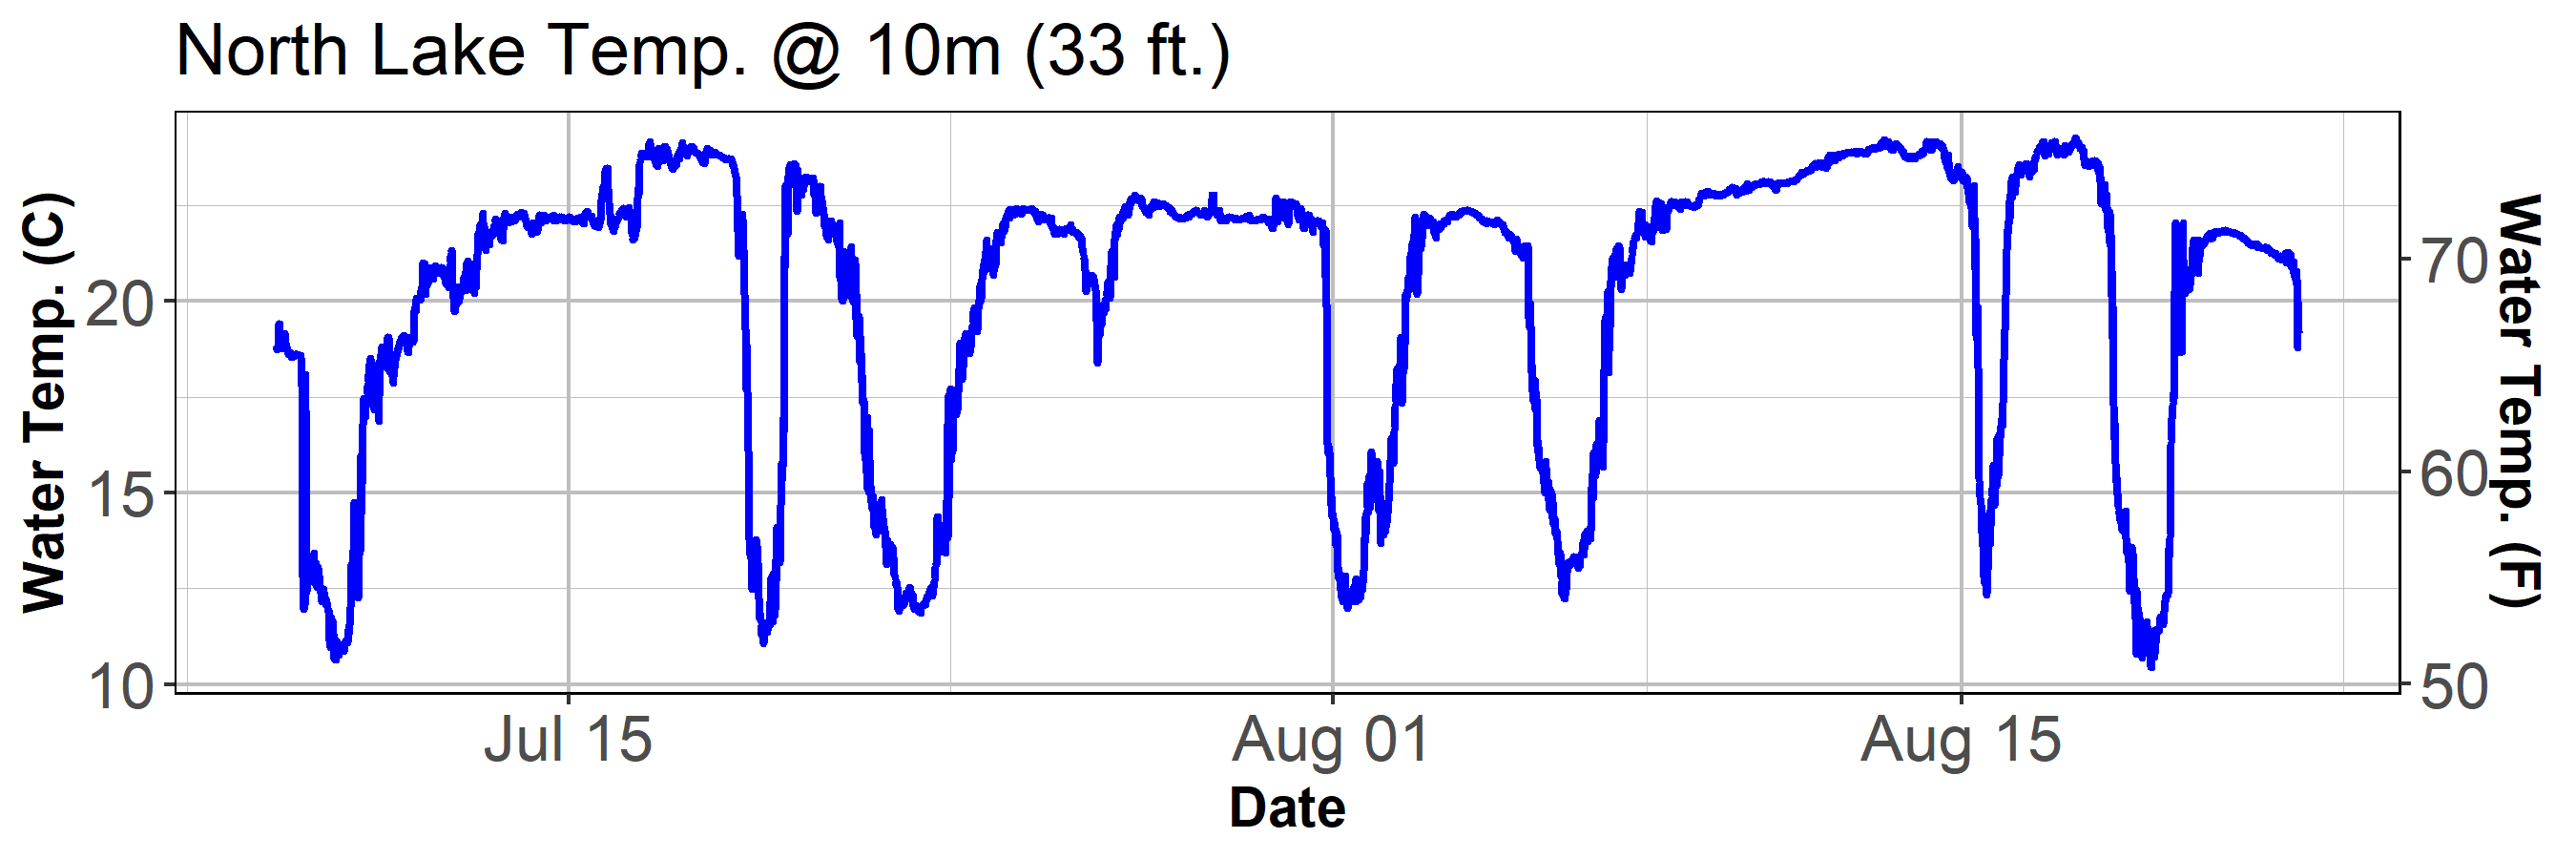 North Lake Temp. @ 10m (33 ft.)
Water Temp. (C)
20
15
10
70
60
50
Water Temp. (F)
Jul 15
Aug 01
Aug 15
Date